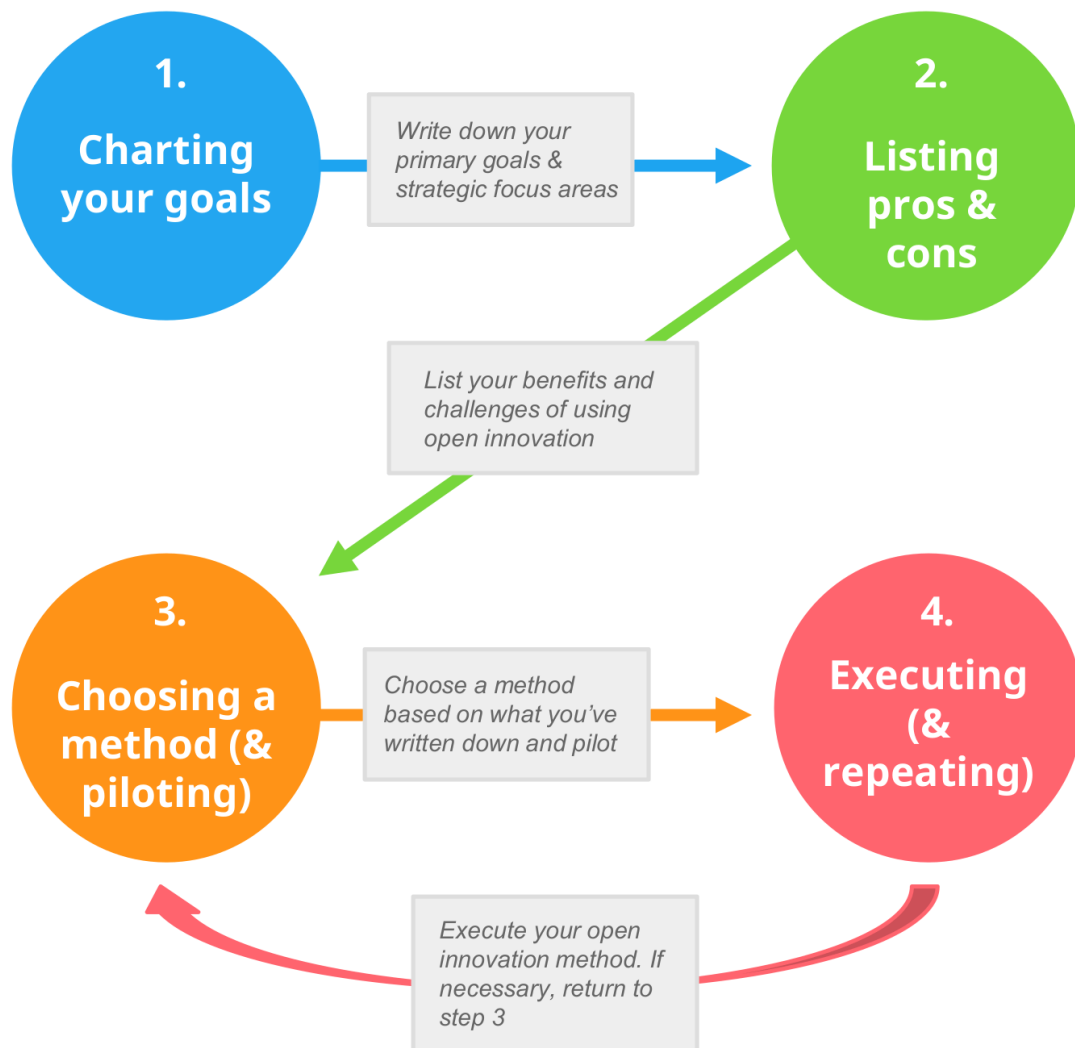 1.
Charting
your goals
Write down your
primary goals &
strategic focus areas
2.
Listing
pros &
cons
List your benefits and
challenges of using
open innovation
3.
Choosing a
method (&
piloting)
Choose a method
based on what you’ve
written down and pilot
4.
Executing
(&
repeating)
Execute your open
innovation method. If
necessary, return to
step 3